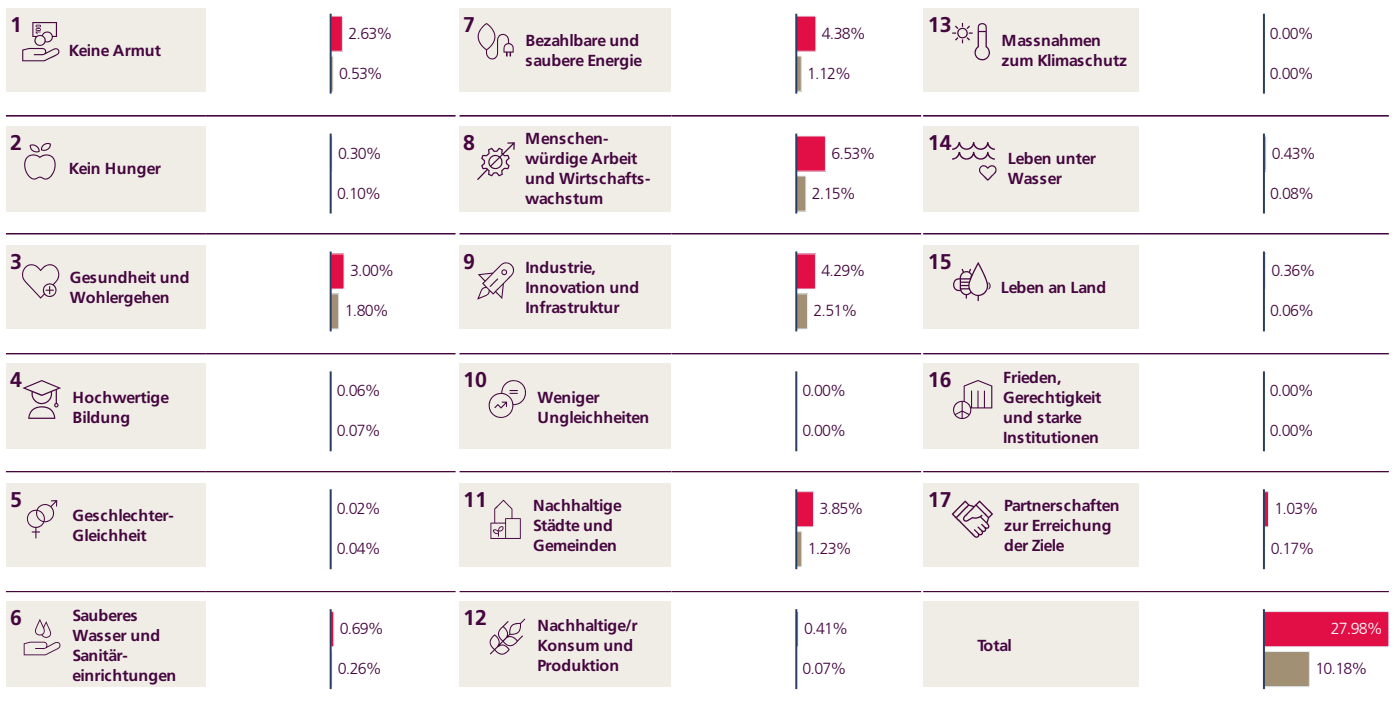 1
Keine Armut
2.63%
0.53%
2
Kein Hunger
0.30%
0.10%
3
Gesundheit und
Wohlergehen
3.00%
1.80%
4
Hochwertige
Bildung
0.06%
0.07%
5
Geschlechter-
Gleichheit
0.02%
0.04%
6
Sauberes
Wasser und
Sanitär-
einrichtungen
0.69%
0.26%
7
Bezahlbare und
saubere Energie
4.38%
1.12%
8
Menschen-
würdige Arbeit
und Wirtschafts-
wachstum
6.53%
2.15%
9
Industrie,
Innovation und
Infrastruktur
4.29%
2.51%
10
Weniger
Ungleichheiten
0.00%
0.00%
11
Nachhaltige
Städte und
Gemeinden
3.85%
1.23%
12
Nachhaltige/r
Konsum und
Produktion
0.41%
0.07%
13
Massnahmen
zum Klimaschutz
0.00%
0.00%
14
Leben unter
Wasser
0.43%
0.08%
15
Leben an Land
0.36%
0.06%
16
Frieden,
Gerechtigkeit
und starke
Institutionen
0.00%
0.00%
17
Partnerschaften
zur Erreichung
der Ziele
1.03%
0.17%
Total
27.98%
10.18%